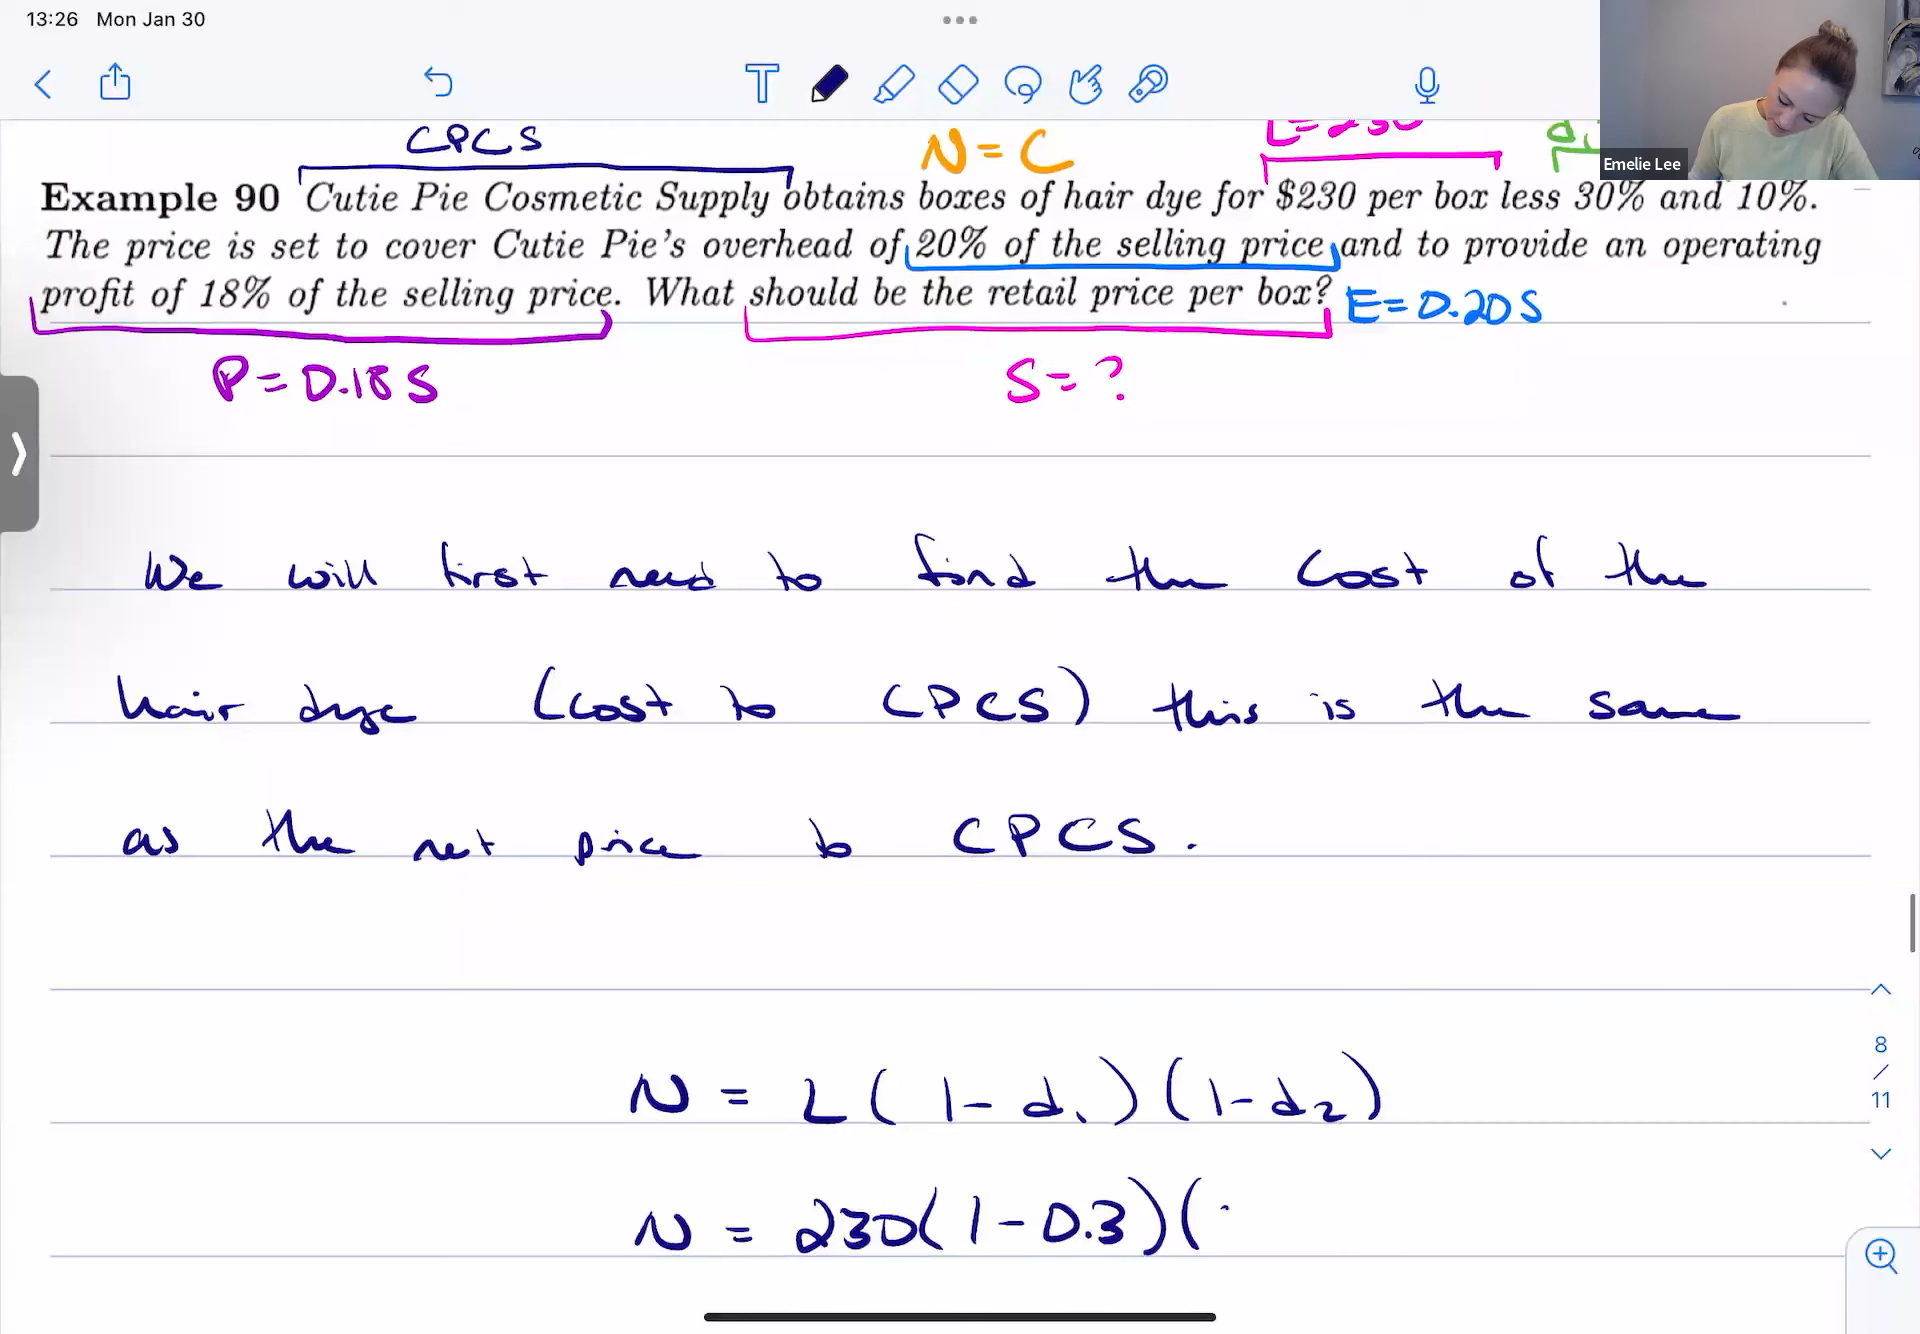 13:26 Mon Jan 30
Emelie Lee
CPCS
N = C
L = 230
Example 90 Cutie Pie Cosmetic Supply obtains boxes of hair dye for $230 per box less 30% and 10%.
The price is set to cover Cutie Pie's overhead of 20% of the selling price and to provide an operating
profit of 18% of the selling price. What should be the retail price per box? E = 0.20S
P = 0.18S
S = ?
We will first need to find the cost of the
hair dye (cost to CPCS) this is the same
as the net price to CPCS.
N = L(1-d₁)(1-d₂)
N = 230(1-0.3)(
8
/
11